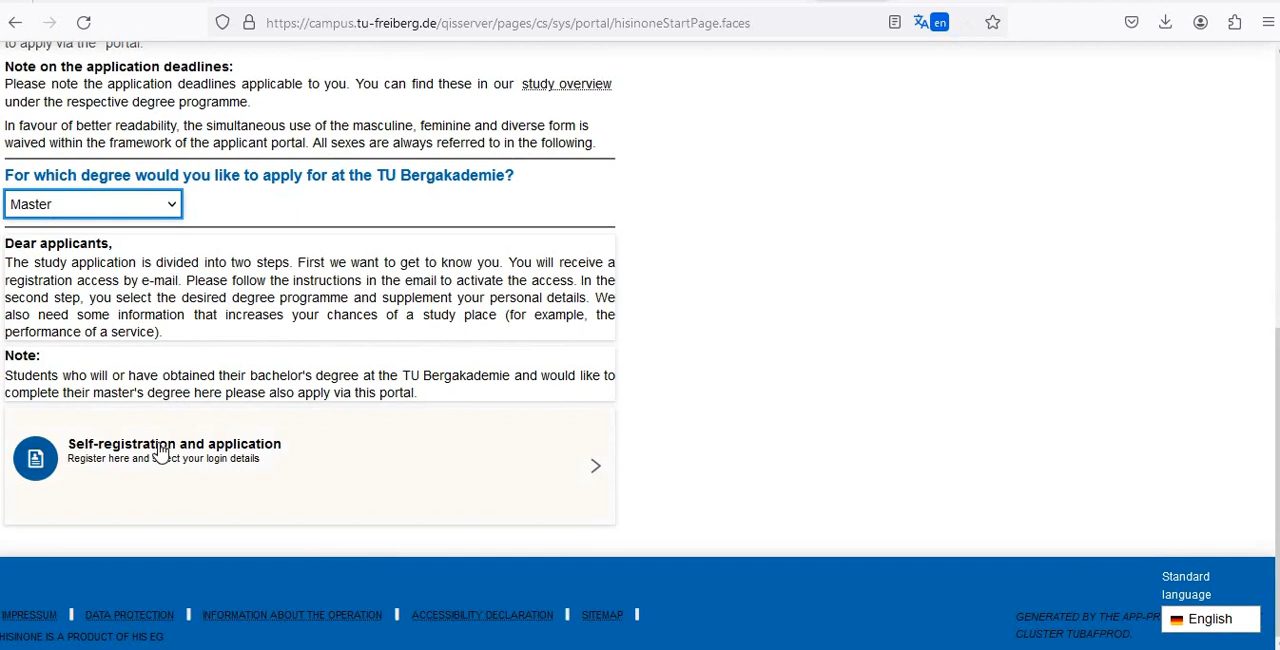 https://campus.tu-freiberg.de/qisserver/pages/cs/sys/portal/hisinoneStartPage.faces
en
to apply via the "portal.
Note on the application deadlines:
Please note the application deadlines applicable to you. You can find these in our study overview
under the respective degree programme.
In favour of better readability, the simultaneous use of the masculine, feminine and diverse form is
waived within the framework of the applicant portal. All sexes are always referred to in the following.
For which degree would you like to apply for at the TU Bergakademie?
Master
Dear applicants,
The study application is divided into two steps. First we want to get to know you. You will receive a
registration access by e-mail. Please follow the instructions in the email to activate the access. In the
second step, you select the desired degree programme and supplement your personal details. We
also need some information that increases your chances of a study place (for example, the
performance of a service).
Note:
Students who will or have obtained their bachelor's degree at the TU Bergakademie and would like to
complete their master's degree here please also apply via this portal.
Self-registration and application
Register here and select your login details
Standard
language
English
IMPRESSUM
DATA PROTECTION
INFORMATION ABOUT THE OPERATION
ACCESSIBILITY DECLARATION
SITEMAP
HISINONE IS A PRODUCT OF HIS EG
GENERATED BY THE APP-PR
CLUSTER TUBAFPROD.